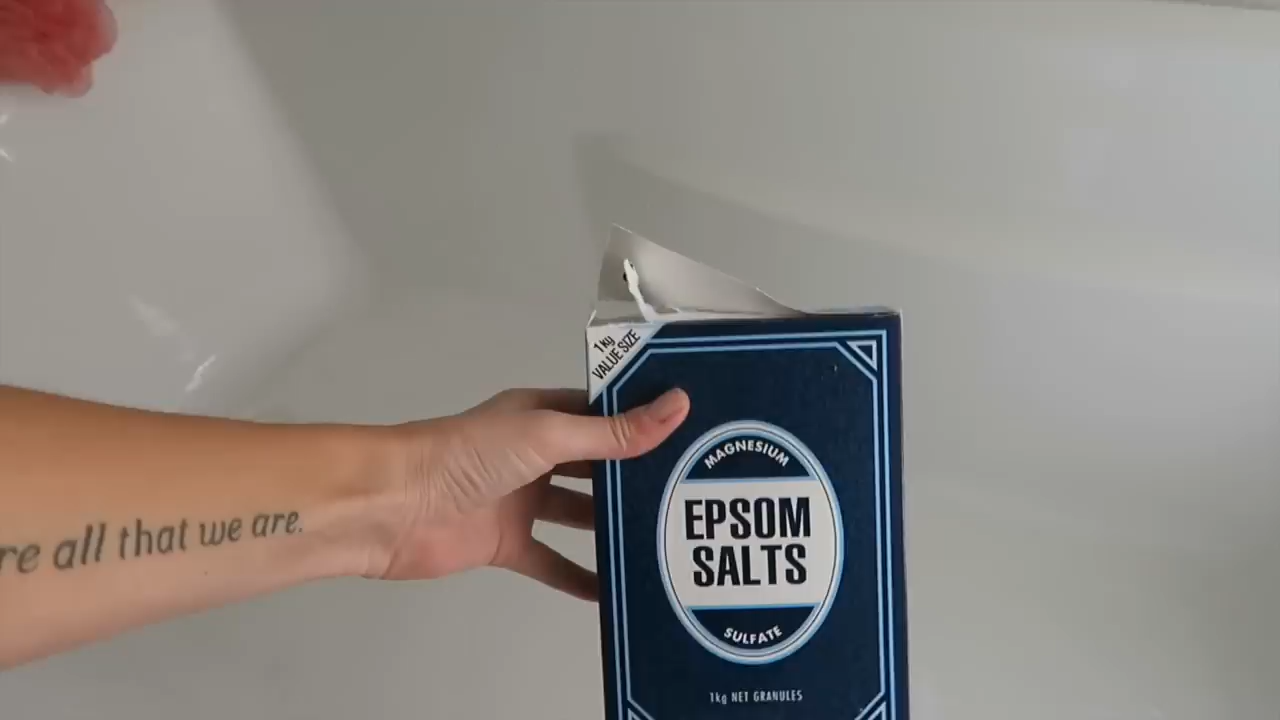 1kg
VALUE SIZE
MAGNESIUM
EPSOM
SALTS
SULFATE
1kg NET GRANULES
re all that we are.